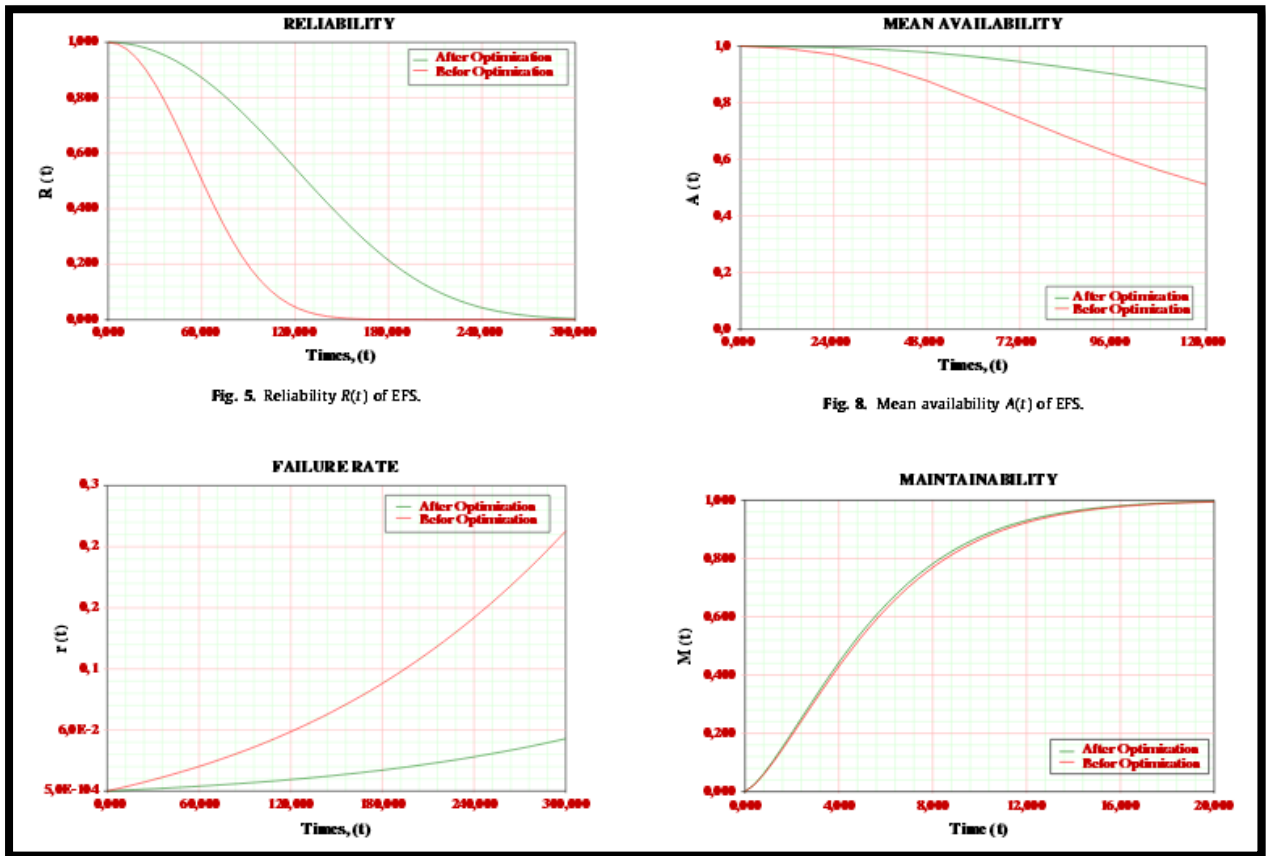 RELIABILITY
1,000
0,800
0,600
0,400
0,200
0,000
R (t)
After Optimization
Befor Optimization
0,000 60,000 120,000 180,000 240,000 300,000
Times, (t)
Fig. 5. Reliability R(t) of EFS.
MEAN AVAILABILITY
1,0
0,8
0,6
0,4
0,2
0,0
A (t)
After Optimization
Befor Optimization
0,000 24,000 48,000 72,000 96,000 120,000
Times, (t)
Fig. 8. Mean availability A(t) of EFS.
FAILURE RATE
0,3
0,2
0,2
0,1
6,0E-2
5,0E-104
r (t)
After Optimization
Befor Optimization
0,000 60,000 120,000 180,000 240,000 300,000
Times, (t)
MAINTAINABILITY
1,000
0,800
0,600
0,400
0,200
0,000
M (t)
After Optimization
Befor Optimization
0,000 4,000 8,000 12,000 16,000 20,000
Time (t)